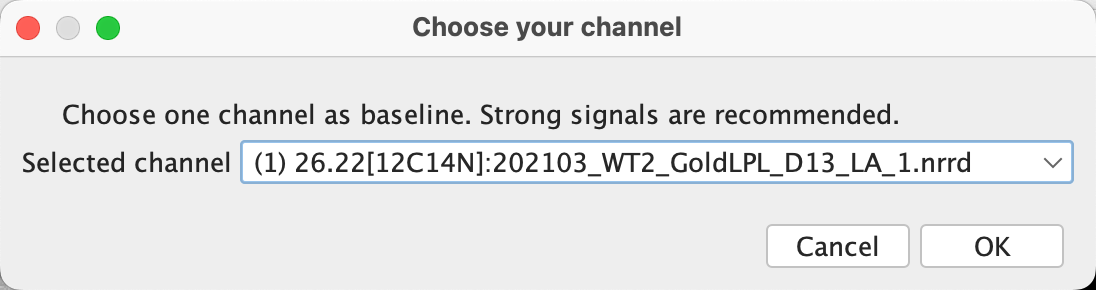 Choose your channel
Choose one channel as baseline. Strong signals are recommended.
Selected channel (1) 26.22[12C14N]:202103_WT2_GoldLPL_D13_LA_1.nrrd
Cancel OK